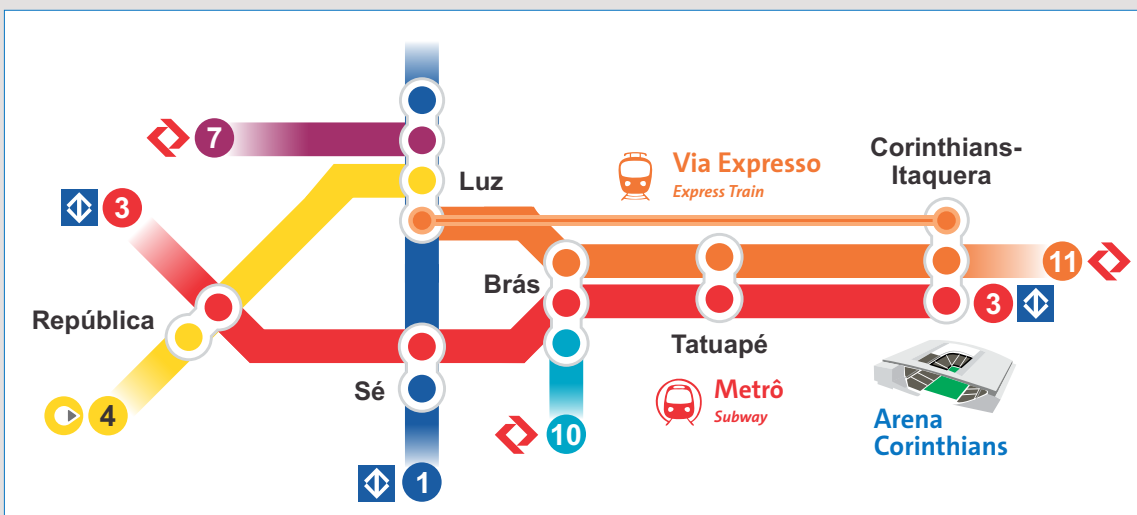 7
Luz
Via Expresso
Express Train
Corinthians-
Itaquera
3
República
Brás
11
3
Tatuapé
Sé
Metrô
Subway
4
10
Arena
Corinthians
1